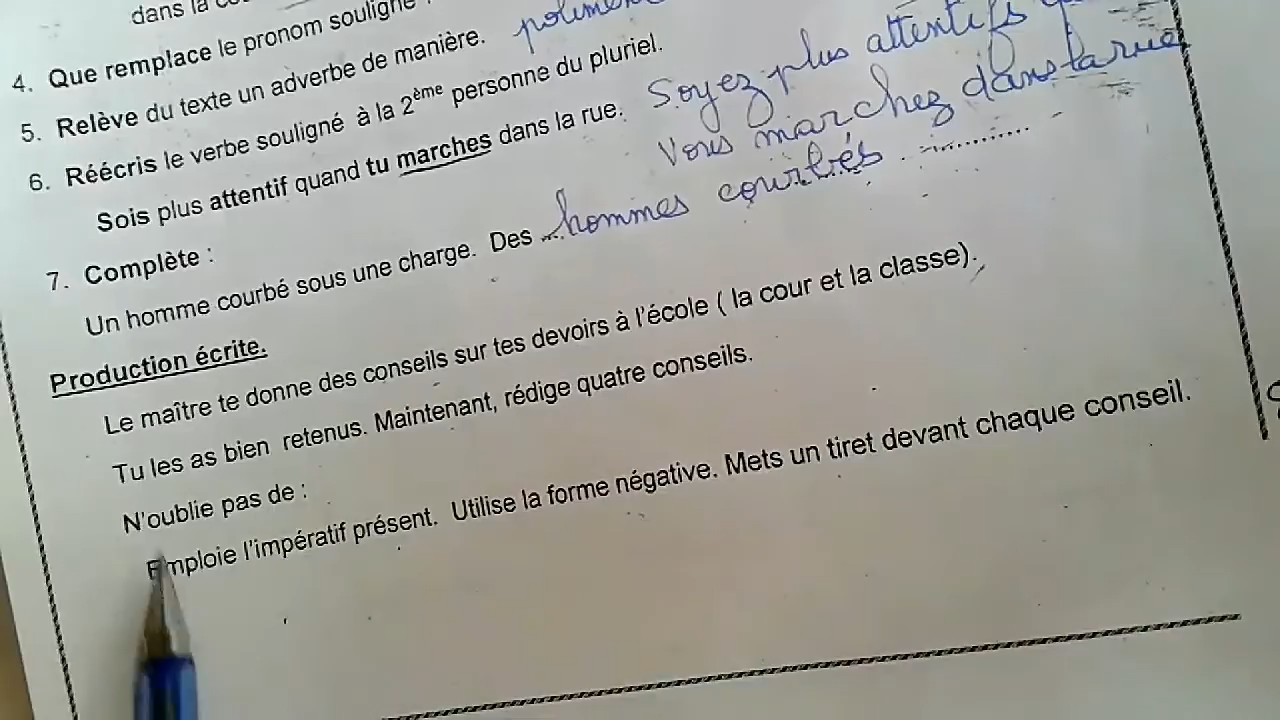 dans la
4. Que remplace le pronom souligné
5. Relève du texte un adverbe de manière. poliment
6. Réécris le verbe souligné à la 2ème personne du pluriel.
Sois plus attentif quand tu marches dans la rue. Soyez plus attentifs
Vous marchez dans la rue
7. Complète :
Un homme courbé sous une charge. Des hommes courbés ............
Production écrite.
Le maître te donne des conseils sur tes devoirs à l'école ( la cour et la classe).
Tu les as bien retenus. Maintenant, rédige quatre conseils.
N'oublie pas de :
Emploie l'impératif présent. Utilise la forme négative. Mets un tiret devant chaque conseil.